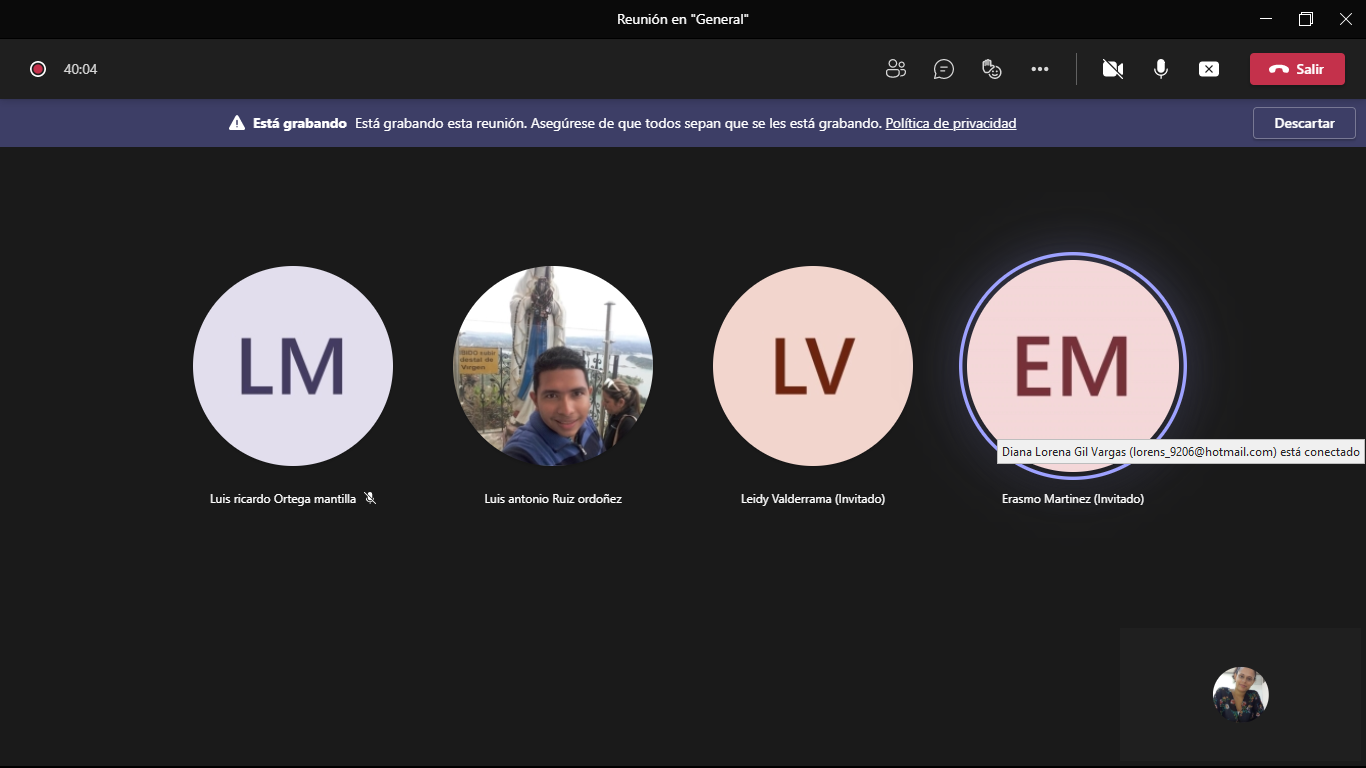 Reunión en "General"
40:04
Salir
Está grabando Está grabando esta reunión. Asegúrese de que todos sepan que se les está grabando. Política de privacidad
Descartar
LM
LV
EM
Diana Lorena Gil Vargas (lorens_9206@hotmail.com) está conectado
Luis ricardo Ortega mantilla
Luis antonio Ruiz ordoñez
Leidy Valderrama (Invitado)
Erasmo Martinez (Invitado)